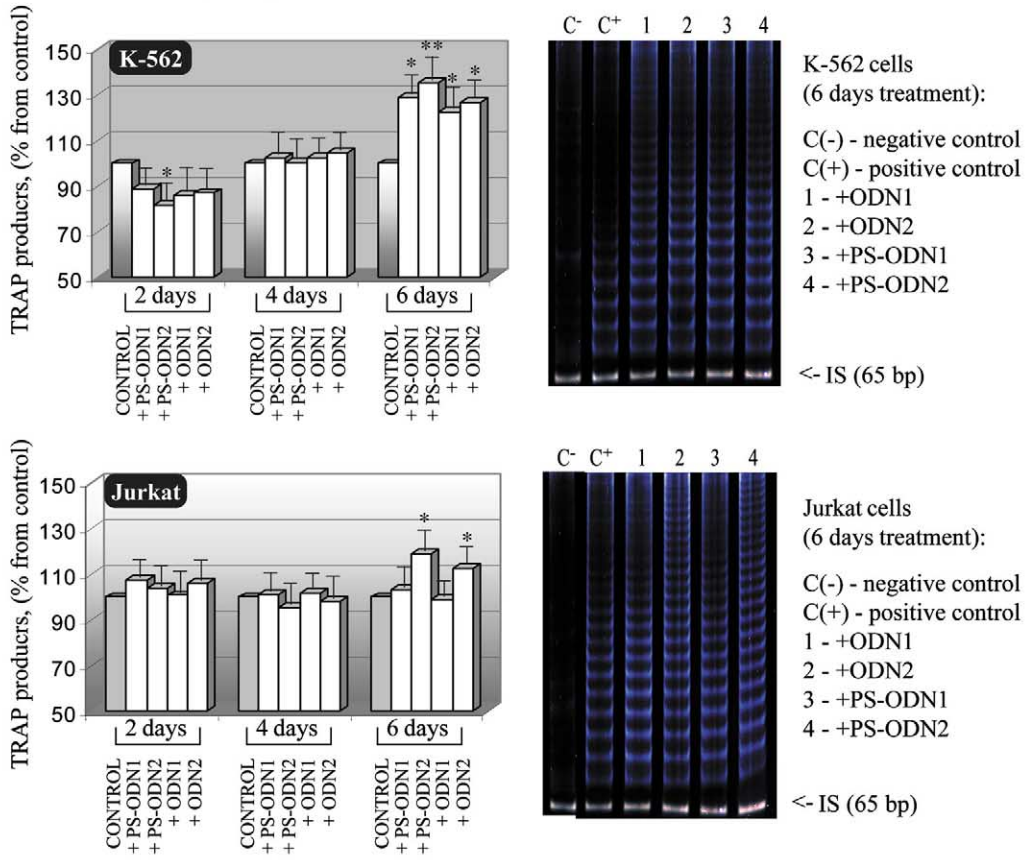 K-562
TRAP producrs, (% from control)
150
130
110
90
70
50
*
*
**
*
*
2 days
4 days
6 days
CONTROL
+ PS-ODN1
+ PS-ODN2
+ ODN1
+ ODN2
CONTROL
+ PS-ODN1
+ PS-ODN2
+ ODN1
+ ODN2
CONTROL
+ PS-ODN1
+ PS-ODN2
+ ODN1
+ ODN2
C- C+ 1 2 3 4
K-562 cells
(6 days treatment):
C(-) - negative control
C(+) - positive control
1 - +ODN1
2 - +ODN2
3 - +PS-ODN1
4 - +PS-ODN2
<- IS (65 bp)
Jurkat
TRAP producrs, (% from control)
150
130
110
90
70
50
*
*
2 days
4 days
6 days
CONTROL
+ PS-ODN1
+ PS-ODN2
+ ODN1
+ ODN2
CONTROL
+ PS-ODN1
+ PS-ODN2
+ ODN1
+ ODN2
CONTROL
+ PS-ODN1
+ PS-ODN2
+ ODN1
+ ODN2
C- C+ 1 2 3 4
Jurkat cells
(6 days treatment):
C(-) - negative control
C(+) - positive control
1 - +ODN1
2 - +ODN2
3 - +PS-ODN1
4 - +PS-ODN2
<- IS (65 bp)